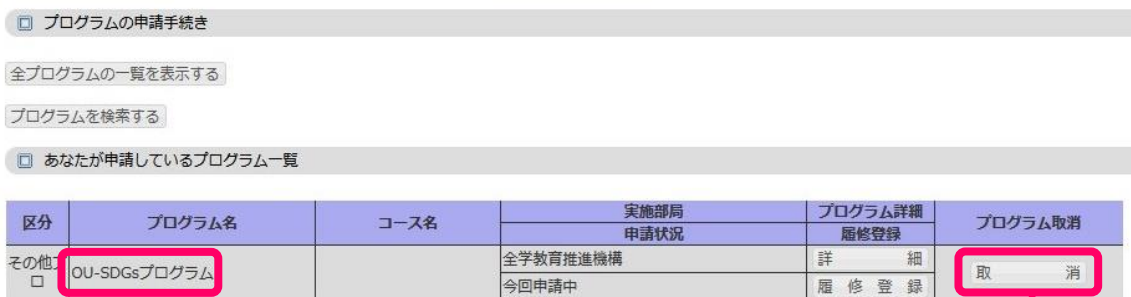 プログラムの申請手続き
全プログラムの一覧を表示する
プログラムを検索する
あなたが申請しているプログラム一覧
区分 プログラム名 コース名 実施部局 プログラム詳細 プログラム取消
申請状況 履修登録
その他プロ OU-SDGsプログラム 全学教育推進機構 詳 細 取 消
今回申請中 履 修 登 録